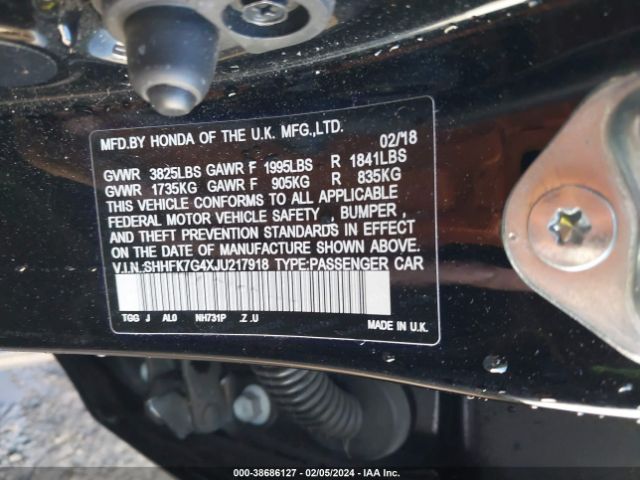 MFD.BY HONDA OF THE U.K. MFG.,LTD. 02/18
GVWR 3825LBS GAWR F 1995LBS R 1841LBS
GVWR 1735KG GAWR F 905KG R 835KG
THIS VEHICLE CONFORMS TO ALL APPLICABLE
FEDERAL MOTOR VEHICLE SAFETY , BUMPER ,
AND THEFT PREVENTION STANDARDS IN EFFECT
ON THE DATE OF MANUFACTURE SHOWN ABOVE.
V.I.N.:SHHFK7G4XJU217918 TYPE:PASSENGER CAR
TGG J AL0 NH731P .Z .U
MADE IN U.K.
000-38686127 - 02/05/2024 - IAA Inc.